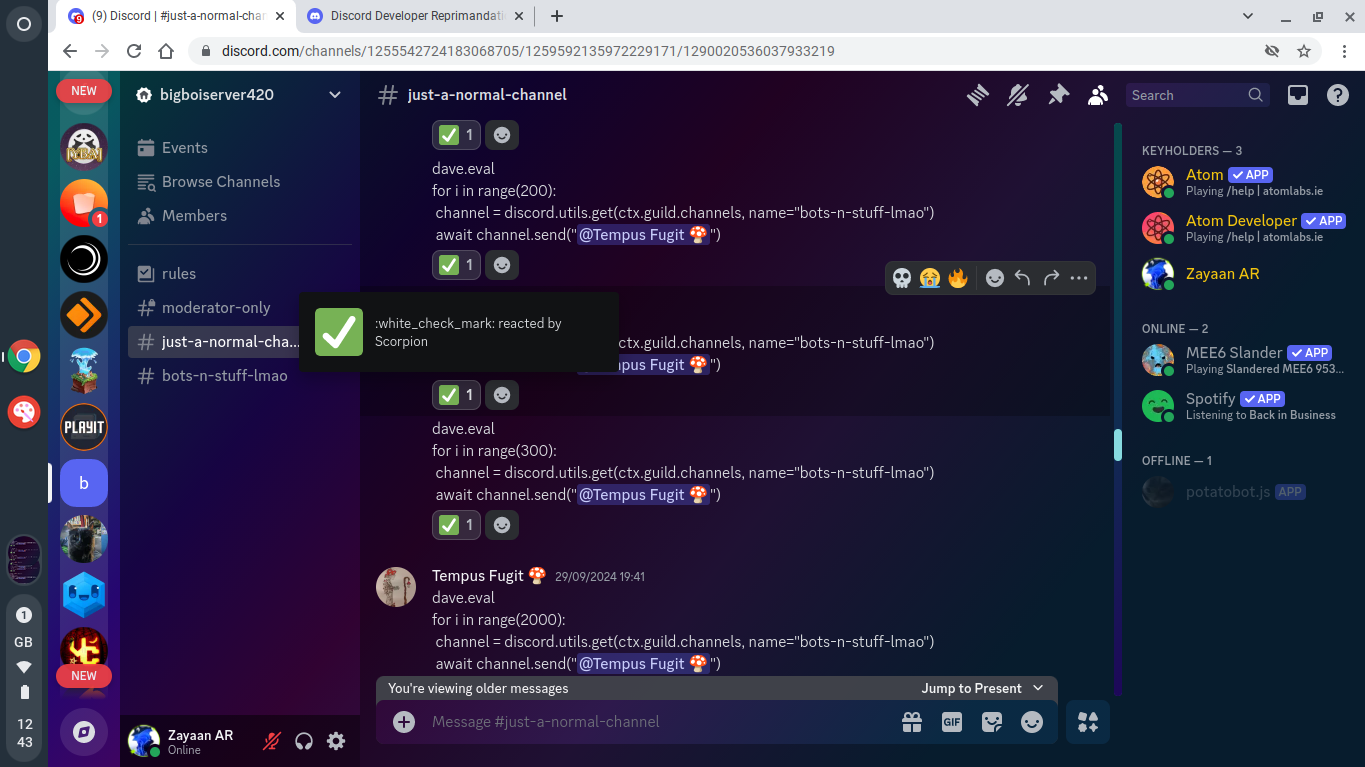 (9) Discord | #just-a-normal-chan
Discord Developer Reprimandati
discord.com/channels/1255542724183068705/1259592135972229171/1290020536037933219
NEW
1
PLAYIT
b
NEW
1
GB
12
43
bigboiserver420
Events
Browse Channels
Members
rules
moderator-only
just-a-normal-cha...
bots-n-stuff-lmao
Zayaan AR
Online
just-a-normal-channel
Search
1
dave.eval
for i in range(200):
channel = discord.utils.get(ctx.guild.channels, name="bots-n-stuff-lmao")
await channel.send("@Tempus Fugit 🍄")
1
:white_check_mark: reacted by
Scorpion
ctx.guild.channels, name="bots-n-stuff-lmao")
mpus Fugit 🍄")
1
dave.eval
for i in range(300):
channel = discord.utils.get(ctx.guild.channels, name="bots-n-stuff-lmao")
await channel.send("@Tempus Fugit 🍄")
1
Tempus Fugit 🍄 29/09/2024 19:41
dave.eval
for i in range(2000):
channel = discord.utils.get(ctx.guild.channels, name="bots-n-stuff-lmao")
await channel.send("@Tempus Fugit 🍄")
You're viewing older messages
Jump to Present
Message #just-a-normal-channel
GIF
KEYHOLDERS — 3
Atom ✓ APP
Playing /help | atomlabs.ie
Atom Developer ✓ APP
Playing /help | atomlabs.ie
Zayaan AR
ONLINE — 2
MEE6 Slander ✓ APP
Playing Slandered MEE6 953...
Spotify ✓ APP
Listening to Back in Business
OFFLINE — 1
potatobot.js APP